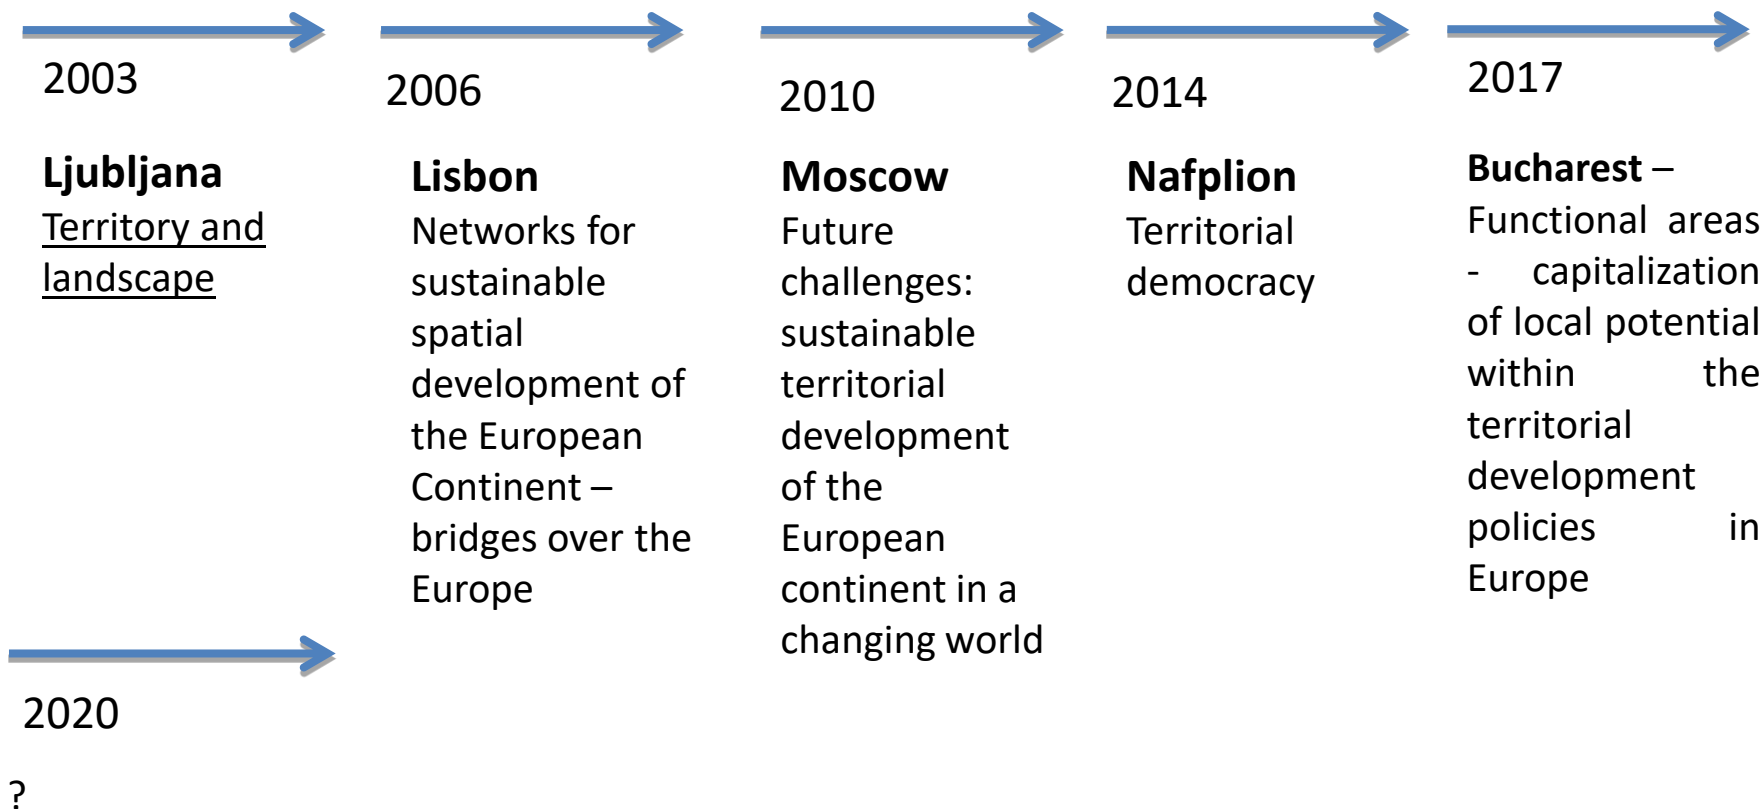 2003
Ljubljana
Territory and
landscape
2006
Lisbon
Networks for
sustainable
spatial
development of
the European
Continent –
bridges over the
Europe
2010
Moscow
Future
challenges:
sustainable
territorial
development
of the
European
continent in a
changing world
2014
Nafplion
Territorial
democracy
2017
Bucharest –
Functional areas
- capitalization
of local potential
within the
territorial
development
policies in
Europe
2020
?